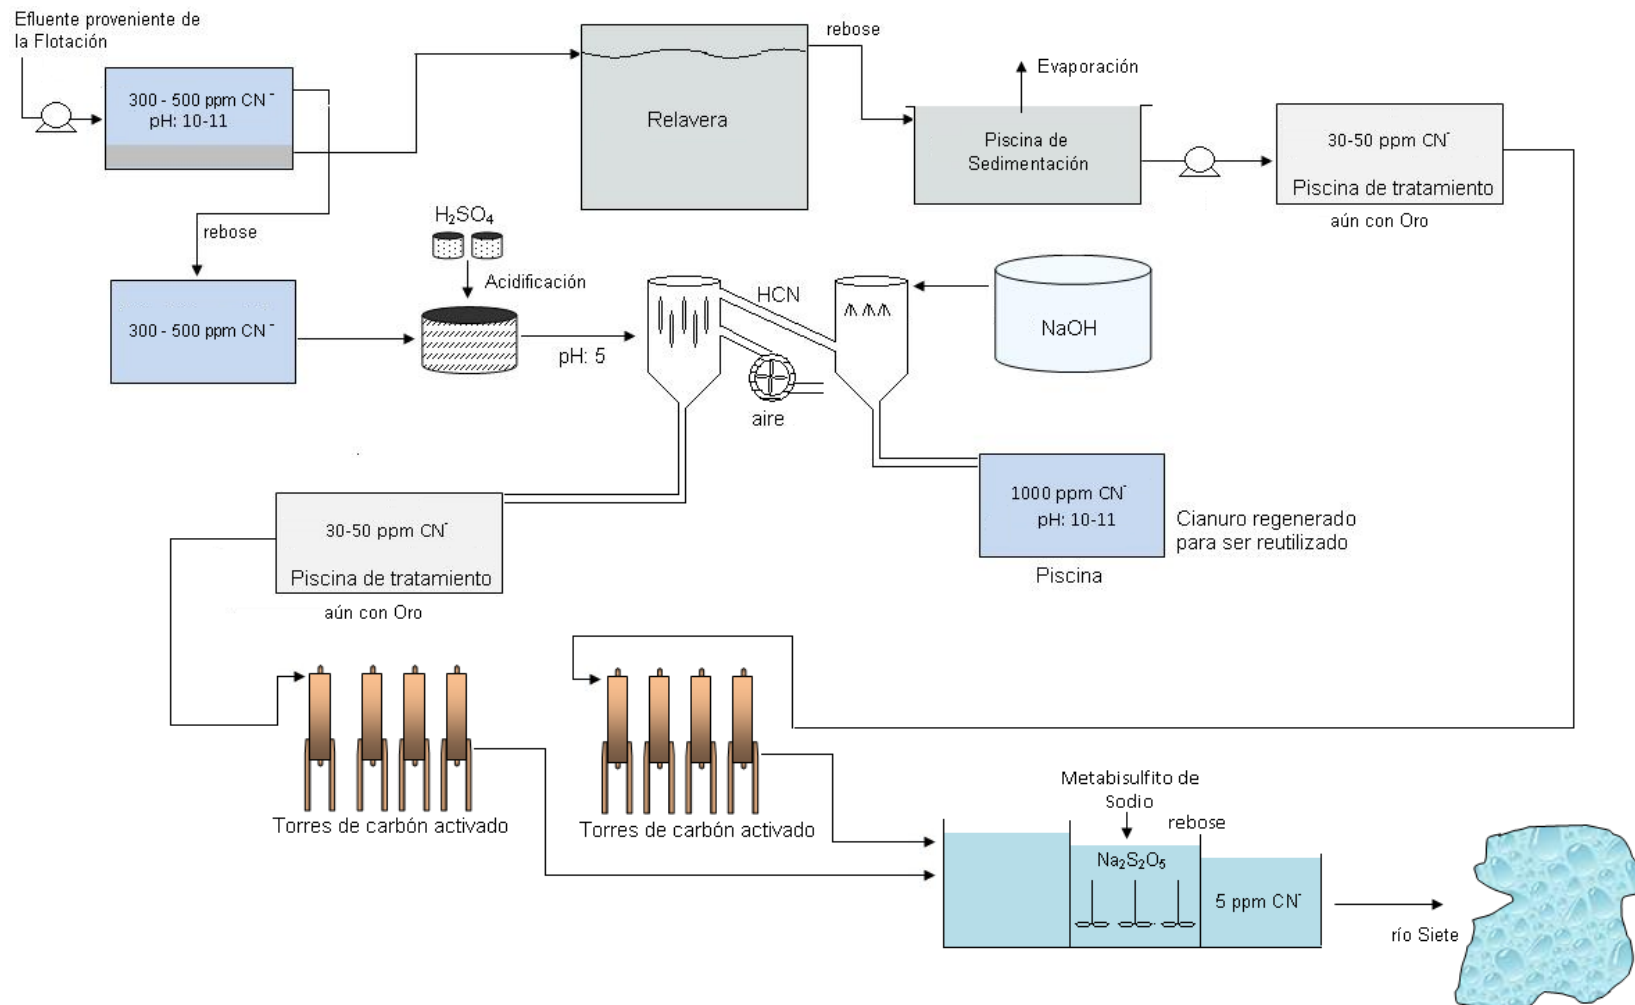 Efluente proveniente de
la Flotación
300 - 500 ppm CN⁻
pH: 10-11
rebose
Relavera
rebose
Evaporación
Piscina de
Sedimentación
30-50 ppm CN⁻
Piscina de tratamiento
aún con Oro
300 - 500 ppm CN⁻
H₂SO₄
Acidificación
pH: 5
HCN
aire
NaOH
1000 ppm CN⁻
pH: 10-11
Piscina
Cianuro regenerado
para ser reutilizado
30-50 ppm CN⁻
Piscina de tratamiento
aún con Oro
Torres de carbón activado
Torres de carbón activado
Metabisulfito de
Sodio
rebose
Na₂S₂O₅
5 ppm CN⁻
río Siete